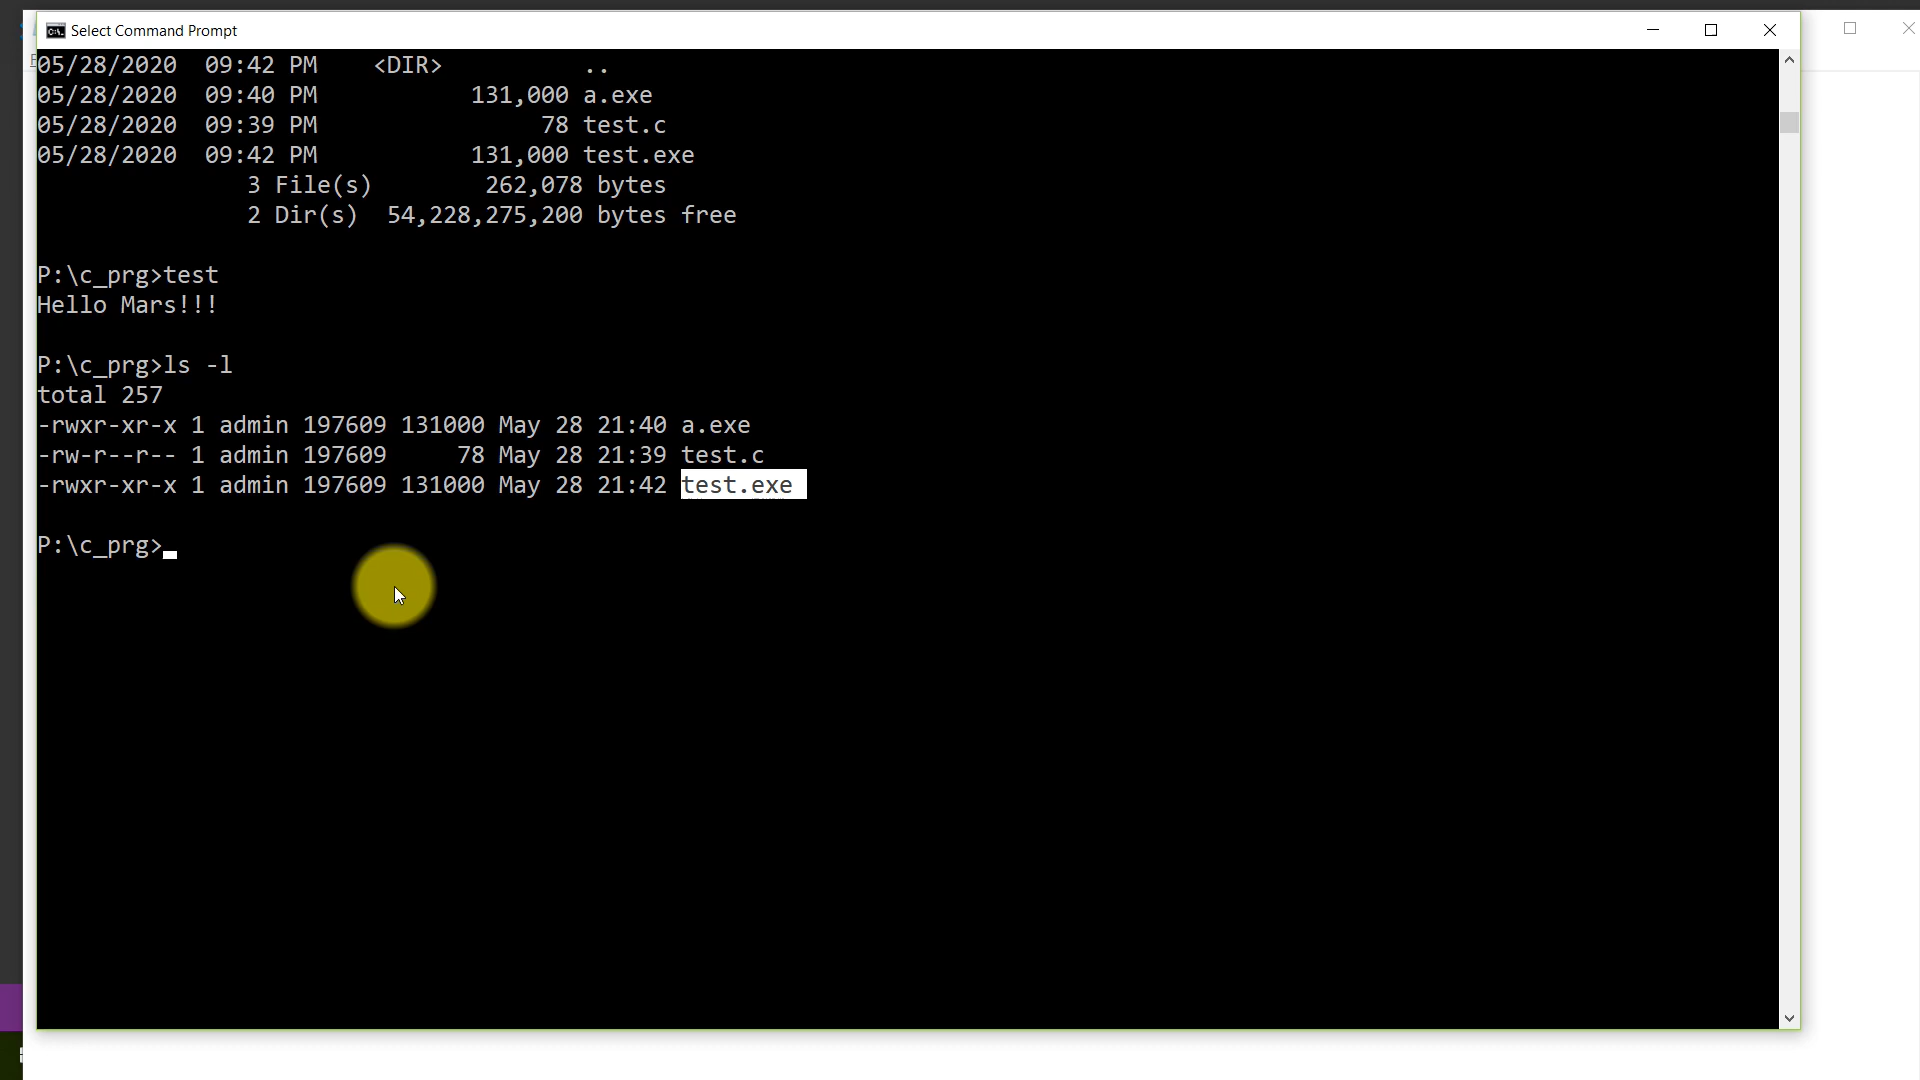 Select Command Prompt
05/28/2020  09:42 PM    <DIR>          ..
05/28/2020  09:40 PM           131,000 a.exe
05/28/2020  09:39 PM                78 test.c
05/28/2020  09:42 PM           131,000 test.exe
               3 File(s)        262,078 bytes
               2 Dir(s)  54,228,275,200 bytes free
P:\c_prg>test
Hello Mars!!!
P:\c_prg>ls -l
total 257
-rwxr-xr-x 1 admin 197609 131000 May 28 21:40 a.exe
-rw-r--r-- 1 admin 197609     78 May 28 21:39 test.c
-rwxr-xr-x 1 admin 197609 131000 May 28 21:42 test.exe
P:\c_prg>